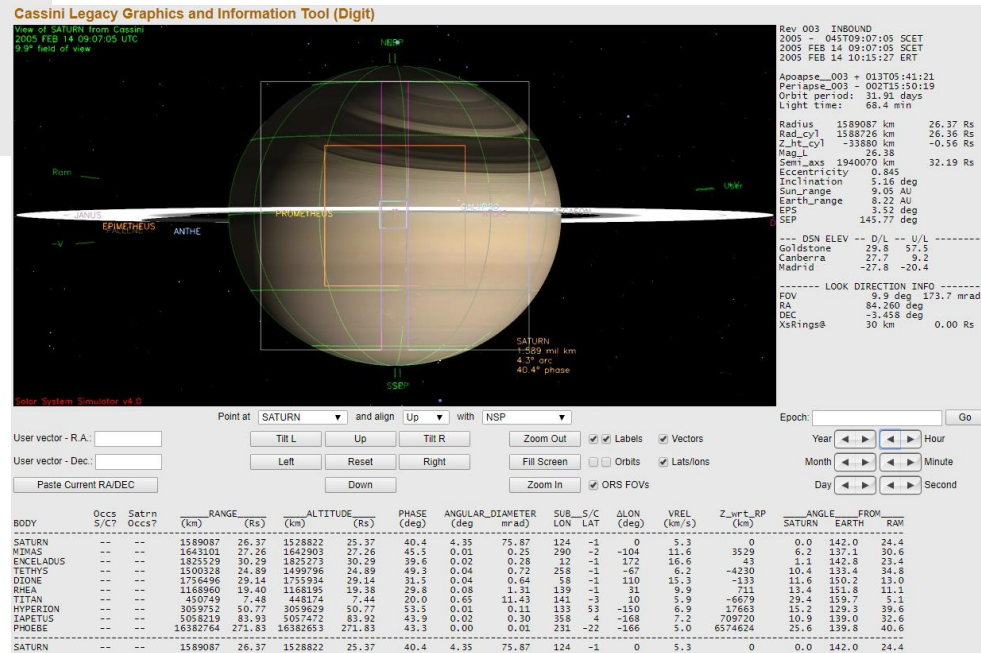 Cassini Legacy Graphics and Information Tool (Digit)
View of SATURN from Cassini
2005 FEB 14 09:07:05 UTC
9.9° field of view
Ram
JANUS
EPIMETHEUS
ANTHE
PROMETHEUS
-V
SATURN
1.589 mil km
4.3° arc
40.4° phase
Solar System Simulator v4.0
Rev 003 INBOUND
2005 - 045T09:07:05 SCET
2005 FEB 14 09:07:05 SCET
2005 FEB 14 10:15:27 ERT
Apoapse__003 + 013T05:41:21
Periapse_003 - 002T15:50:19
Orbit period: 31.91 days
Light time: 68.4 min
Radius 1589087 km 26.37 Rs
Rad_cyl 1588726 km 26.36 Rs
Z_ht_cyl -33880 km -0.56 Rs
Mag_L 26.38
Semi_axs 1940070 km 32.19 Rs
Eccentricity 0.845
Inclination 5.16 deg
Sun_range 9.05 AU
Earth_range 8.22 AU
EPS 3.52 deg
SEP 145.77 deg
--- DSN ELEV -- D/L -- U/L --------
Goldstone 29.8 57.5
Canberra 27.7 9.2
Madrid -27.8 -20.4
------- LOOK DIRECTION INFO -------
FOV 9.9 deg 173.7 mrad
RA 84.260 deg
DEC -3.458 deg
XsRings@ 30 km 0.00 Rs
Point at SATURN and align Up with NSP
Epoch: Go
User vector - R.A.: Tilt L Up Tilt R Zoom Out Labels Vectors Year Hour
User vector - Dec.: Left Reset Right Fill Screen Orbits Lats/lons Month Minute
Paste Current RA/DEC Down Zoom In ORS FOVs Day Second
Occs Satrn ____RANGE____ ____ALTITUDE____ PHASE ANGULAR_DIAMETER SUB__S/C ΔLON VREL Z_wrt_RP ____ANGLE__FROM____
BODY S/C? Occs? (km) (Rs) (km) (Rs) (deg) (deg mrad) LON LAT (deg) (km/s) (km) SATURN EARTH RAM
SATURN -- -- 1589087 26.37 1528822 25.37 40.4 4.35 75.87 124 -1 0 5.3 0 0.0 142.0 24.4
MIMAS -- -- 1643101 27.26 1642903 27.26 45.5 0.01 0.25 290 -2 -104 11.6 3529 6.2 137.1 30.6
ENCELADUS -- -- 1825529 30.29 1825273 30.29 39.6 0.02 0.28 12 -1 172 16.6 43 1.1 142.8 23.4
TETHYS -- -- 1500328 24.89 1499796 24.89 49.3 0.04 0.72 258 -1 -67 6.2 -4230 10.4 133.4 34.8
DIONE -- -- 1756496 29.14 1755934 29.14 31.5 0.04 0.64 58 -1 110 15.3 -133 11.6 150.2 13.0
RHEA -- -- 1168960 19.40 1168195 19.38 29.8 0.08 1.31 139 -1 31 9.9 711 13.4 151.8 11.1
TITAN -- -- 450749 7.48 448174 7.44 20.0 0.65 11.43 141 -3 10 5.9 -6679 29.4 159.7 5.1
HYPERION -- -- 3059752 50.77 3059629 50.77 53.5 0.01 0.11 133 53 -150 6.9 17663 15.2 129.3 39.6
IAPETUS -- -- 5058219 83.93 5057472 83.92 43.9 0.02 0.30 358 4 -168 7.2 709720 10.9 139.0 32.6
PHOEBE -- -- 16382764 271.83 16382653 271.83 43.3 0.00 0.01 231 -22 -166 5.0 6574624 25.6 139.8 40.6
SATURN -- -- 1589087 26.37 1528822 25.37 40.4 4.35 75.87 124 -1 0 5.3 0 0.0 142.0 24.4